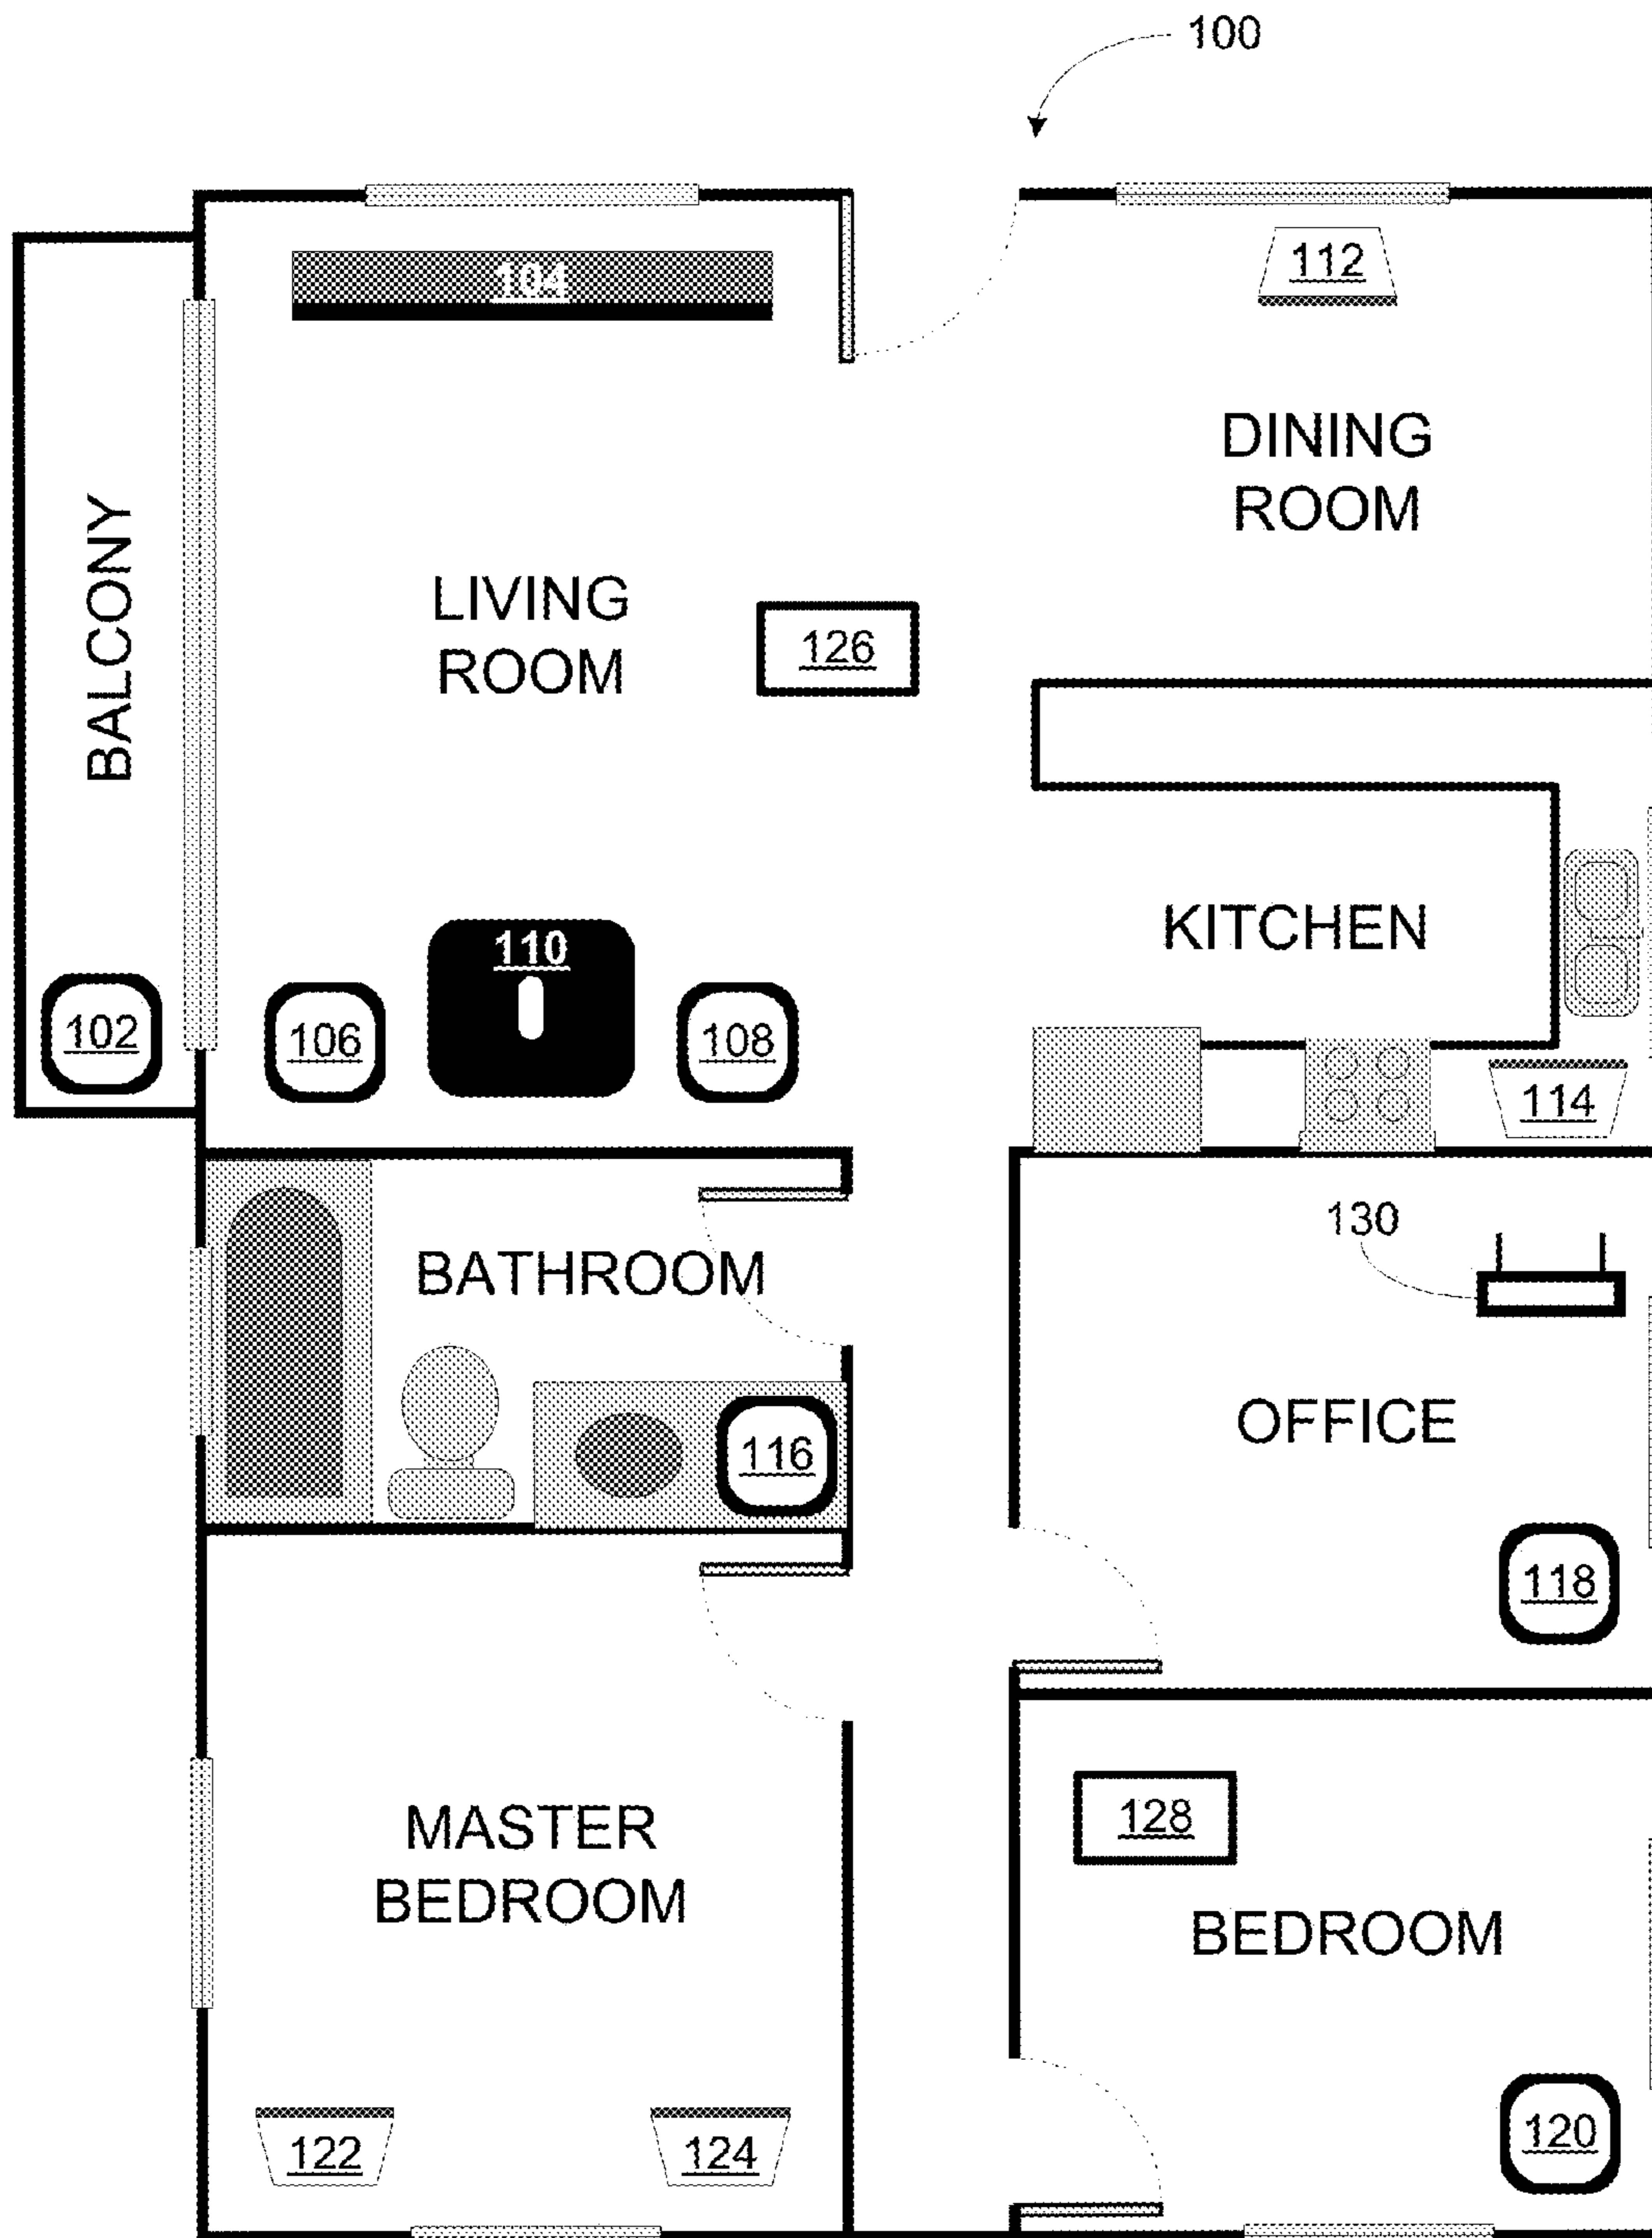 100
104
112
DINING
ROOM
BALCONY
LIVING
ROOM
126
KITCHEN
110
102
106
108
114
130
BATHROOM
OFFICE
116
118
MASTER
BEDROOM
128
BEDROOM
122
124
120